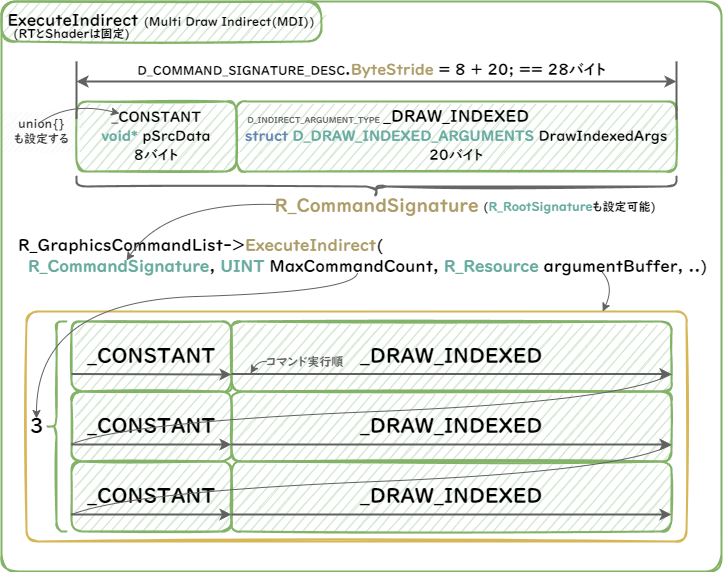 ExecuteIndirect (Multi Draw Indirect(MDI))
(RTとShaderは固定)
D_COMMAND_SIGNATURE_DESC.ByteStride = 8 + 20; == 28バイト
union{}
も設定する
_CONSTANT
void* pSrcData
8バイト
D_INDIRECT_ARGUMENT_TYPE _DRAW_INDEXED
struct D_DRAW_INDEXED_ARGUMENTS DrawIndexedArgs
20バイト
R_CommandSignature (R_RootSignatureも設定可能)
R_GraphicsCommandList->ExecuteIndirect(
R_CommandSignature, UINT MaxCommandCount, R_Resource argumentBuffer, ..)
3
_CONSTANT
コマンド実行順
_DRAW_INDEXED
_CONSTANT
_DRAW_INDEXED
_CONSTANT
_DRAW_INDEXED